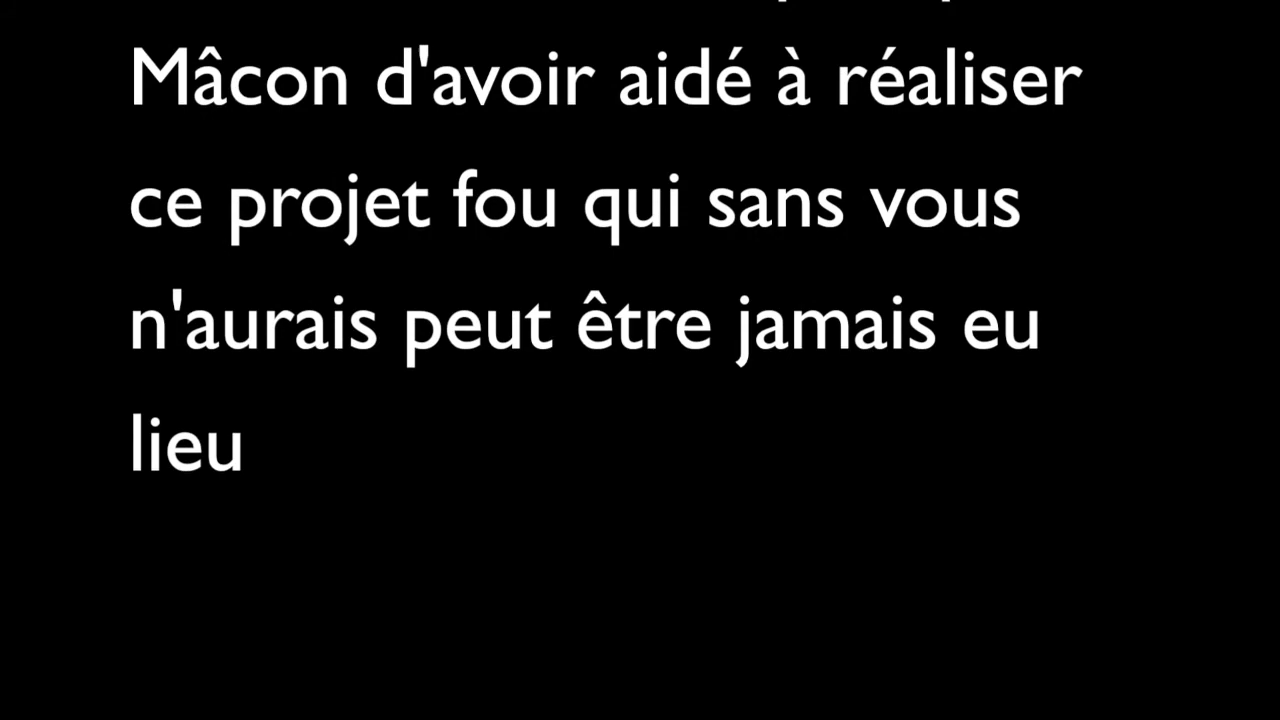 Mâcon d'avoir aidé à réaliser
ce projet fou qui sans vous
n'aurais peut être jamais eu
lieu